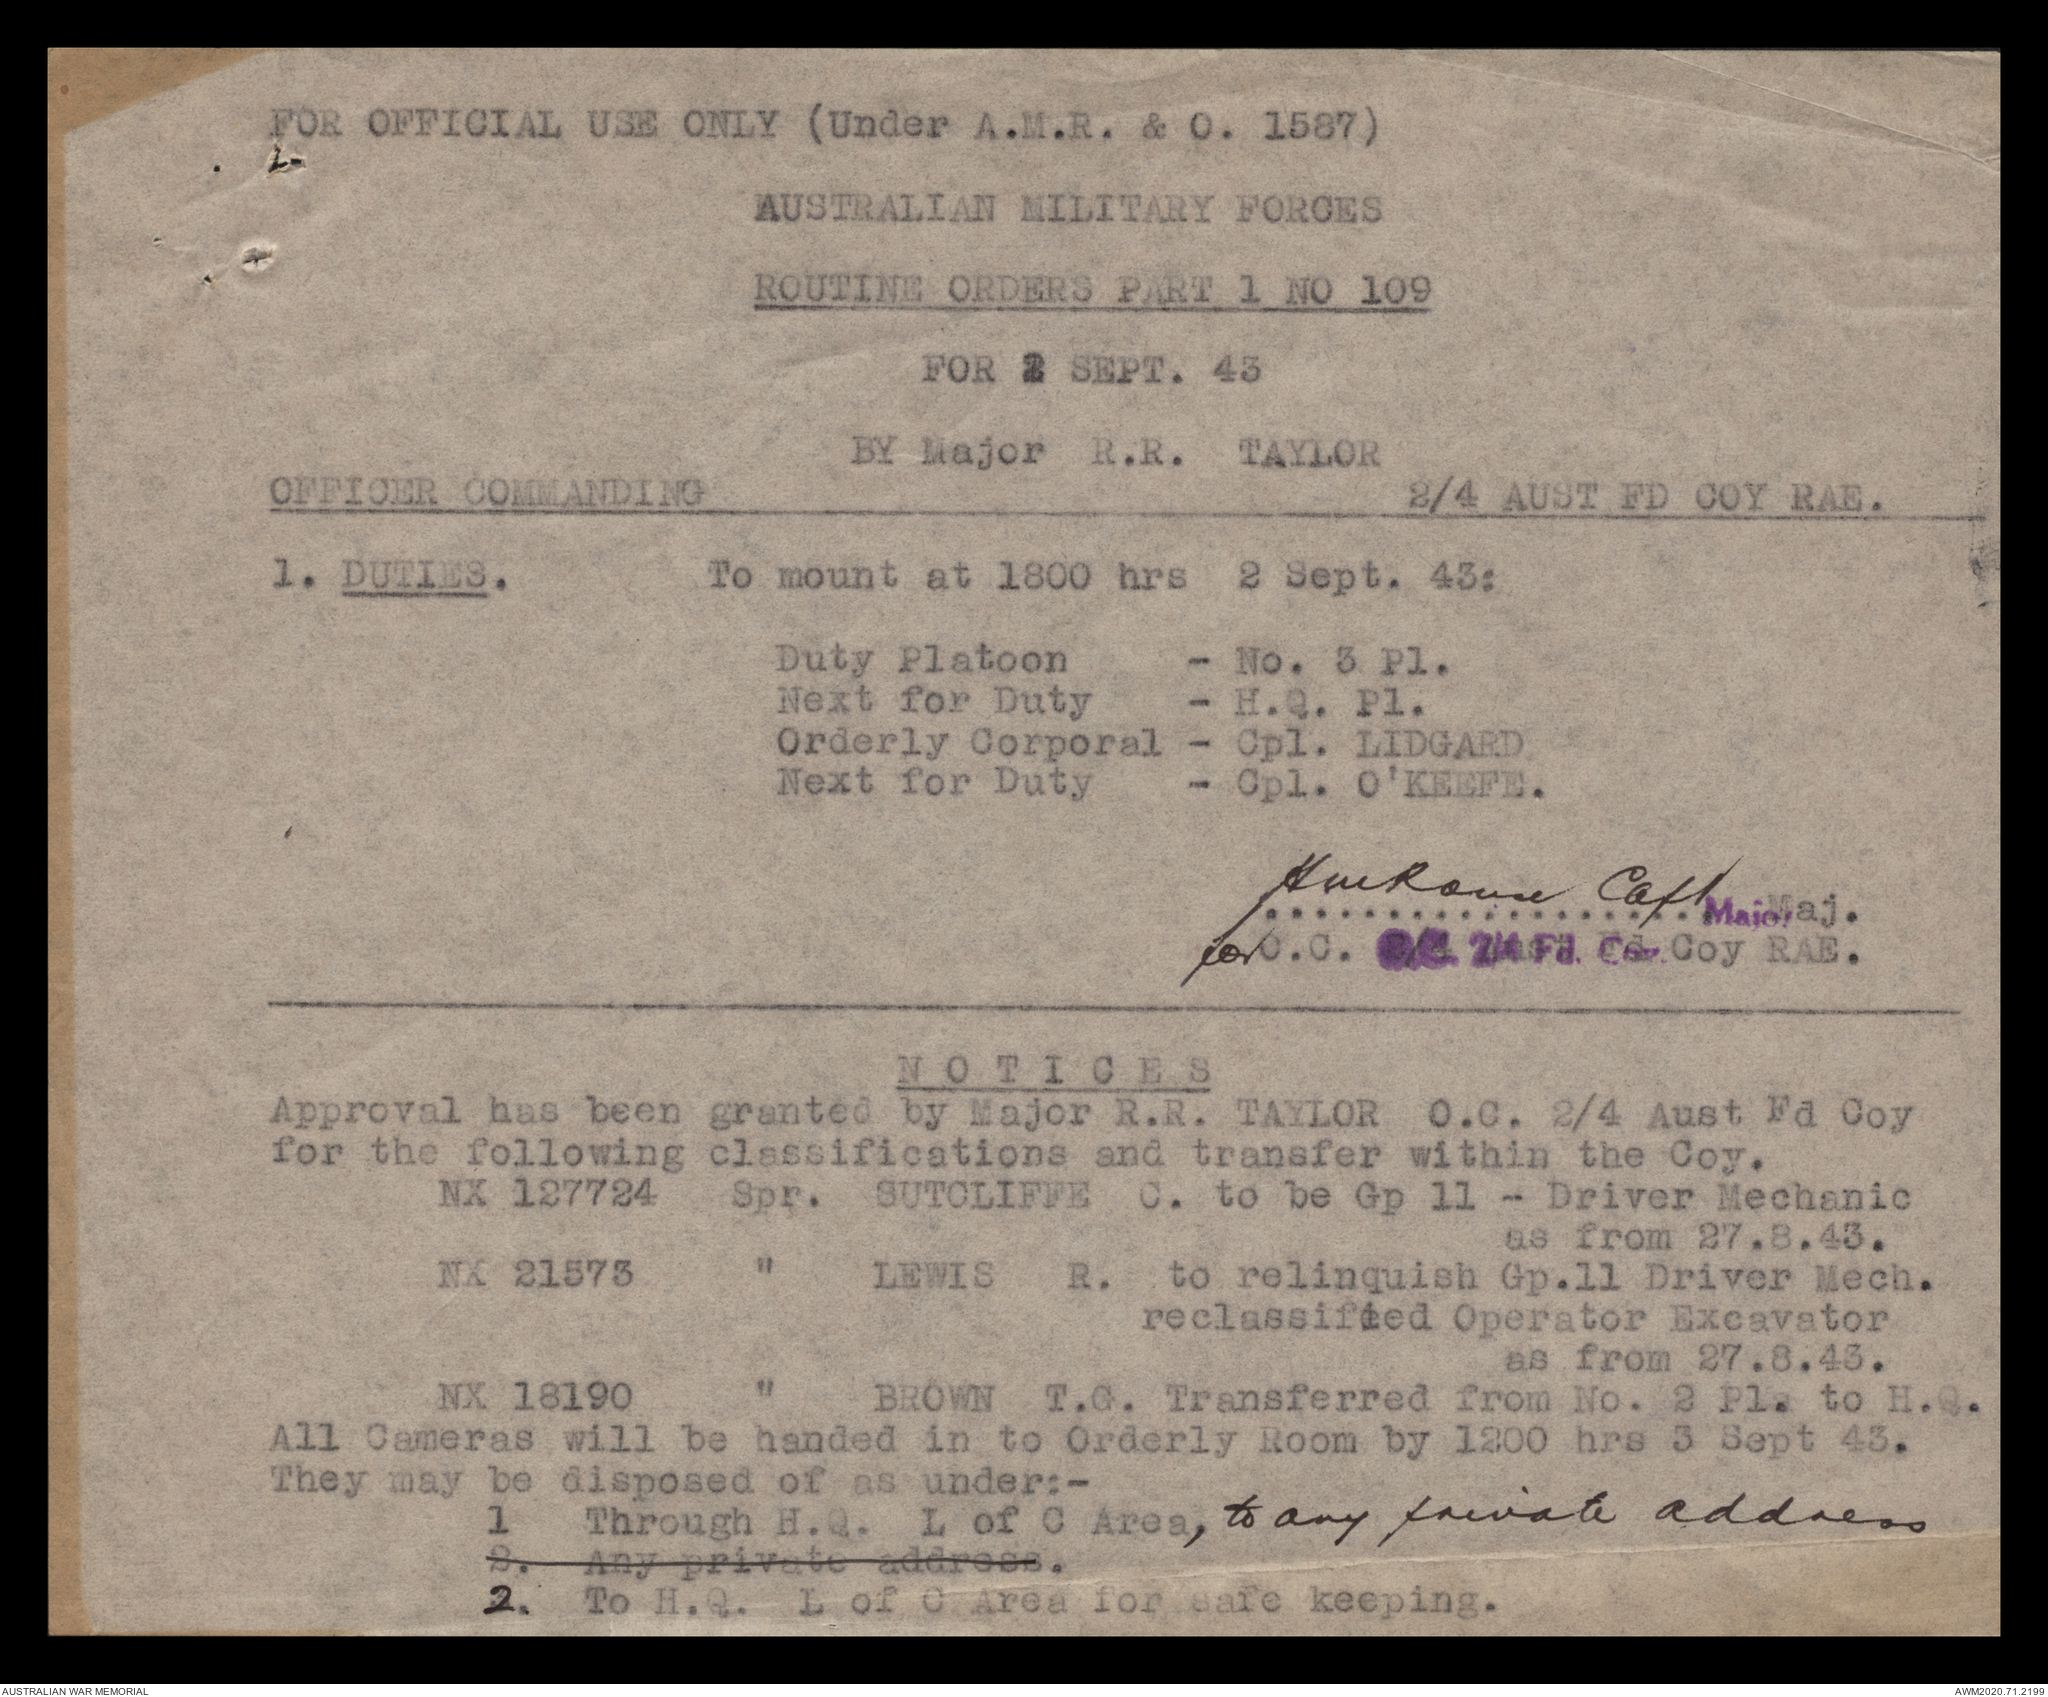 FOR OFFICIAL USE ONLY (Under A.M.R. & O. 1587)
AUSTRALIAN MILITARY FORCES
ROUTINE ORDERS PART 1 NO 109
FOR 2 SEPT. 43
BY Major R.R. TAYLOR
OFFICER COMMANDING 2/4 AUST FD COY RAE.
1. DUTIES. To mount at 1800 hrs 2 Sept. 43:
Duty Platoon - No. 3 Pl.
Next for Duty - H.Q. Pl.
Orderly Corporal - Cpl. LIDGARD
Next for Duty - Cpl. O'KEEFE.
Capt
.................. Major Maj.
for O.C. 2/4 Aust Fd Coy RAE.
2/4 Fd. Coy.
NOTICES
Approval has been granted by Major R.R. TAYLOR O.C. 2/4 Aust Fd Coy
for the following classifications and transfer within the Coy.
NX 127724 Spr. SUTCLIFFE C. to be Gp 11 - Driver Mechanic
as from 27.8.43.
NX 21573 " LEWIS R. to relinquish Gp.11 Driver Mech.
reclassified Operator Excavator
as from 27.8.43.
NX 18190 " BROWN T.G. Transferred from No. 2 Pl. to H.Q.
All Cameras will be handed in to Orderly Room by 1200 hrs 3 Sept 43.
They may be disposed of as under:-
1 Through H.Q. L of C Area, to any private address
2. Any private address.
2. To H.Q. L of C Area for safe keeping.
AUSTRALIAN WAR MEMORIAL AWM2020.71.2199